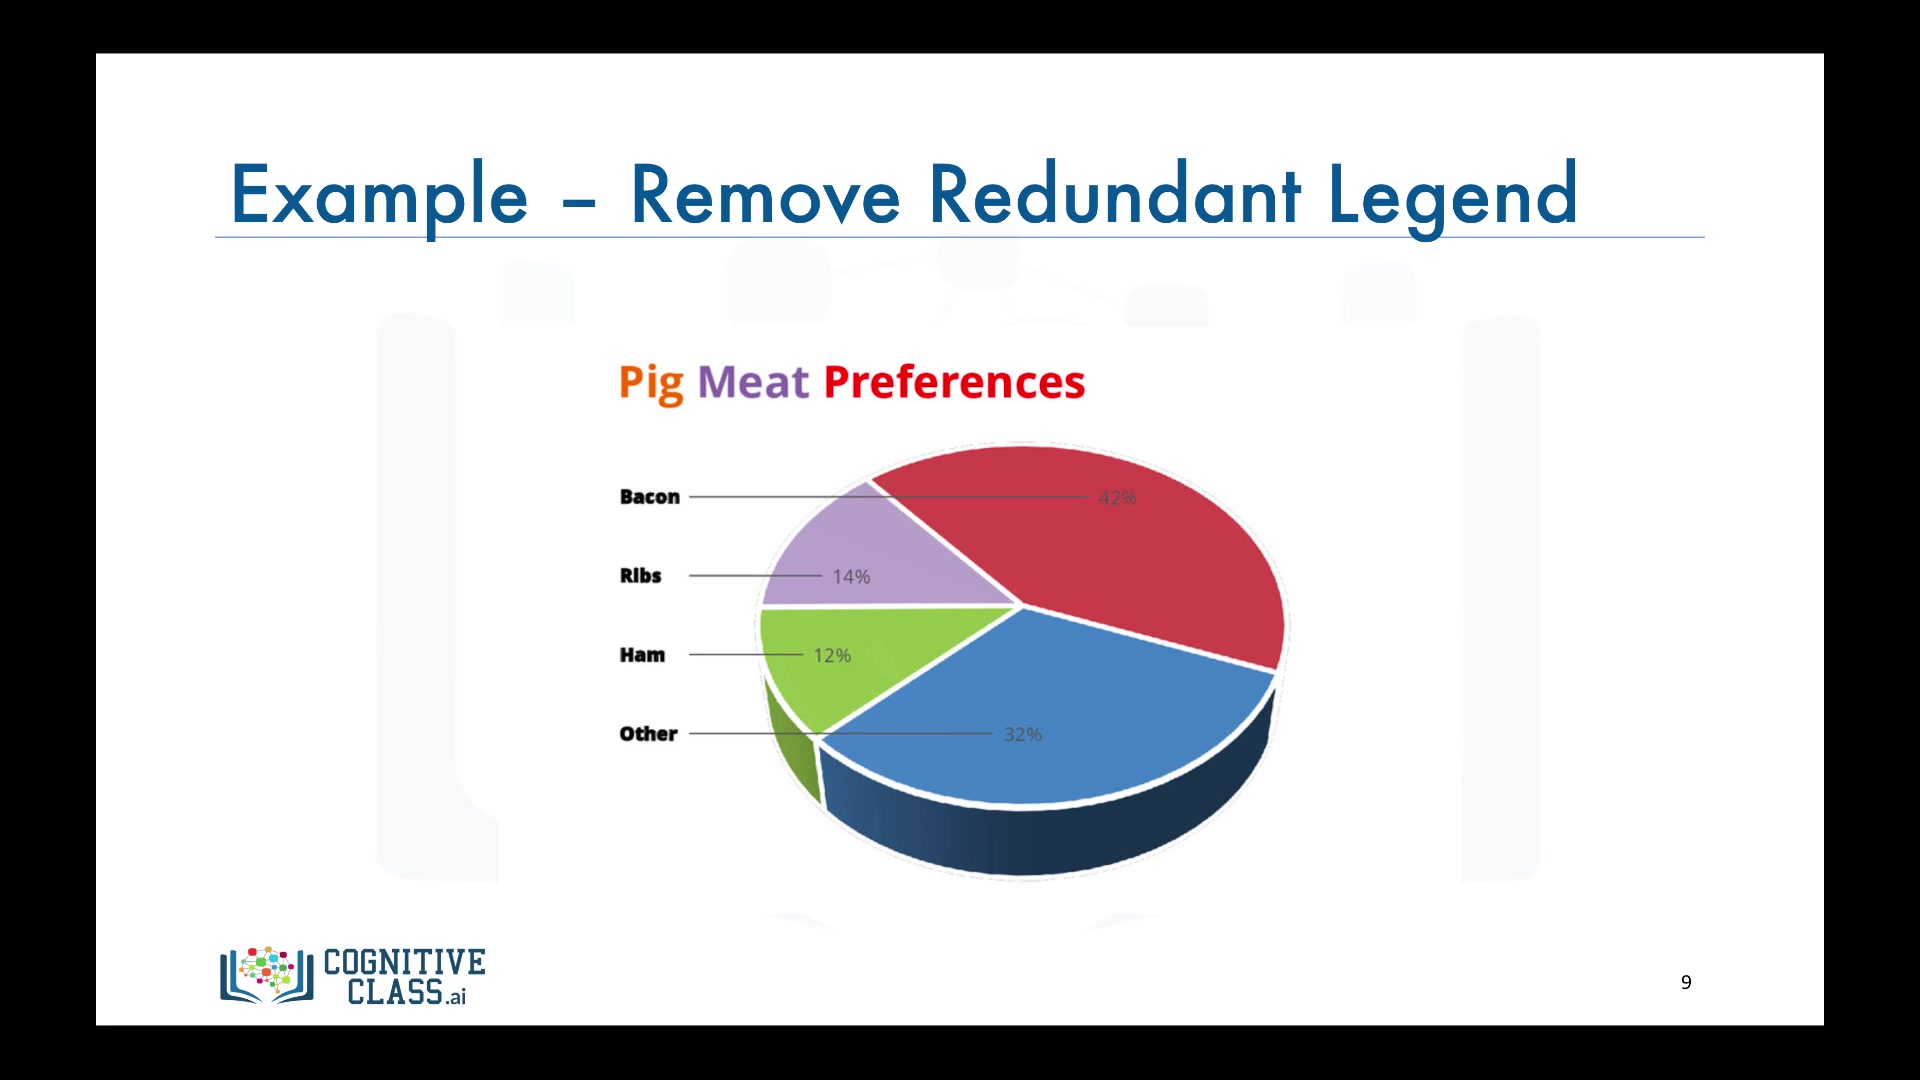 Example – Remove Redundant Legend
Pig Meat Preferences
Bacon 42%
Ribs 14%
Ham 12%
Other 32%
COGNITIVE
CLASS.ai
9